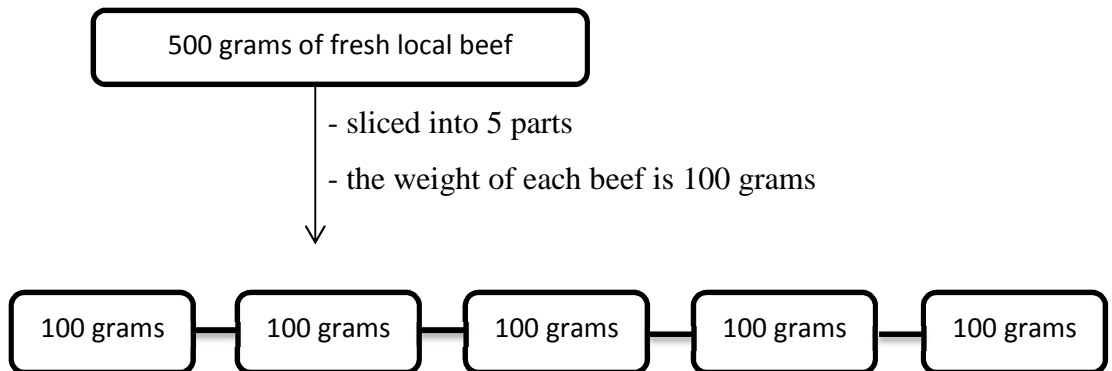 500 grams of fresh local beef
- sliced into 5 parts
- the weight of each beef is 100 grams
100 grams 100 grams 100 grams 100 grams 100 grams